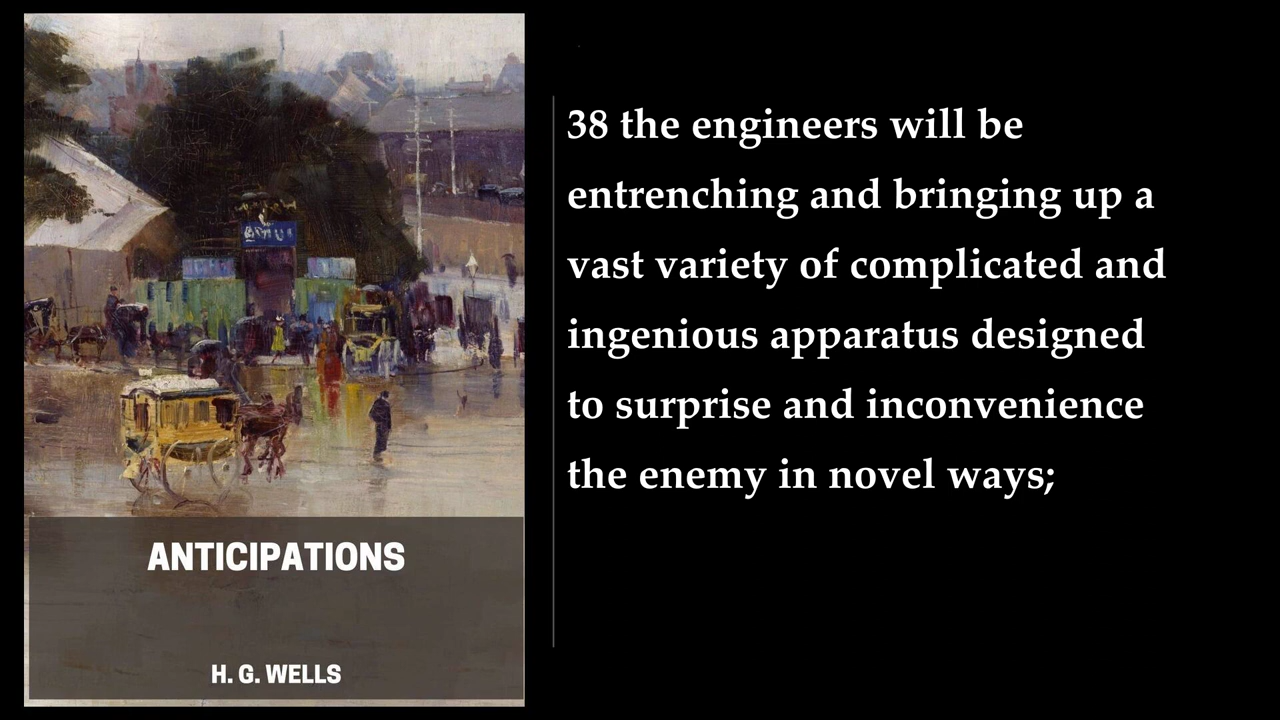 38 the engineers will be
entrenching and bringing up a
vast variety of complicated and
ingenious apparatus designed
to surprise and inconvenience
the enemy in novel ways;
ANTICIPATIONS
H. G. WELLS